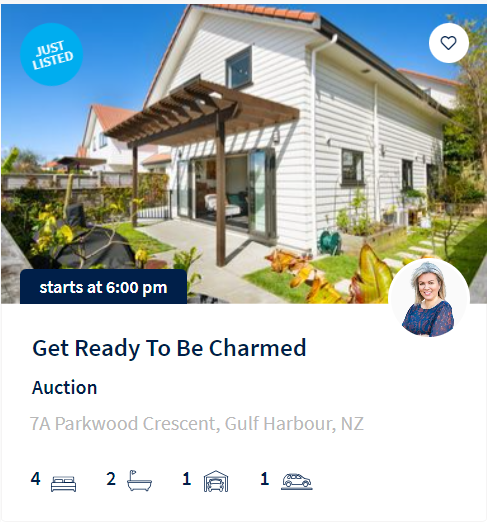 JUST
LISTED
starts at 6:00 pm
Get Ready To Be Charmed
Auction
7A Parkwood Crescent, Gulf Harbour, NZ
4 2 1 1